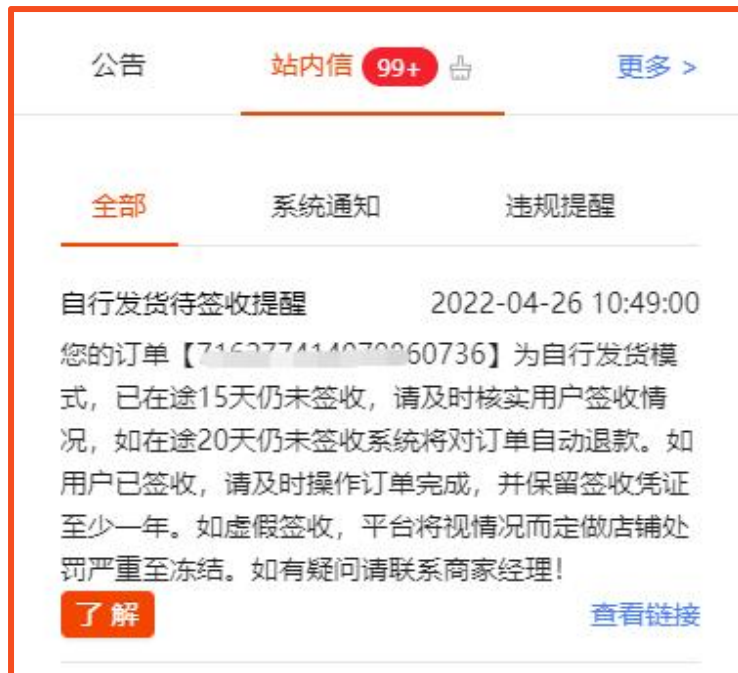 公告 站内信 99+ 更多 >
全部 系统通知 违规提醒
自行发货待签收提醒 2022-04-26 10:49:00
您的订单【 60736】为自行发货模
式，已在途15天仍未签收，请及时核实用户签收情
况，如在途20天仍未签收系统将对订单自动退款。如
用户已签收，请及时操作订单完成，并保留签收凭证
至少一年。如虚假签收，平台将视情况而定做店铺处
罚严重至冻结。如有疑问请联系商家经理！
了解 查看链接